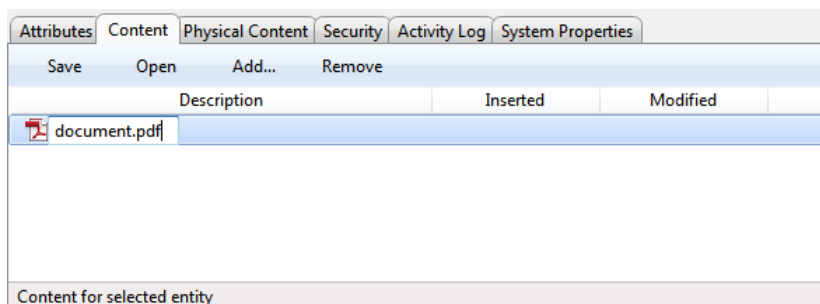 Attributes Content Physical Content Security Activity Log System Properties
Save Open Add... Remove
Description Inserted Modified
document.pdf
Content for selected entity